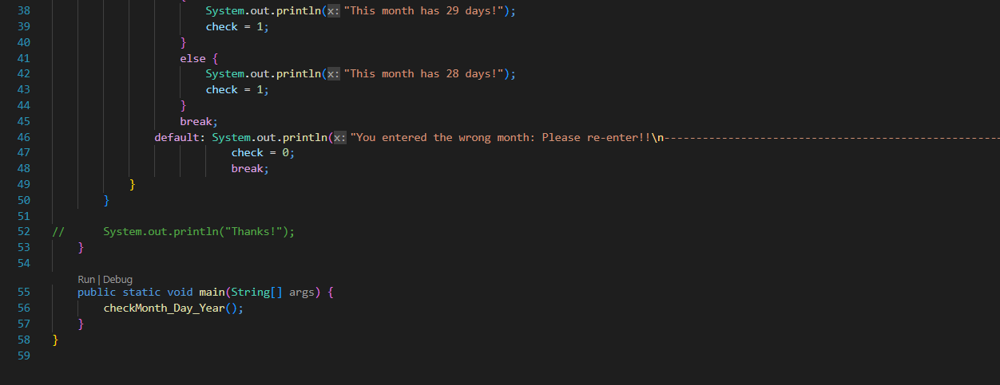 38 System.out.println(x: "This month has 29 days!");
39 check = 1;
40 }
41 else {
42 System.out.println(x: "This month has 28 days!");
43 check = 1;
44 }
45 break;
46 default: System.out.println(x: "You entered the wrong month: Please re-enter!!\n-----------------------------------------------------
47 check = 0;
48 break;
49 }
50 }
51
52 // System.out.println("Thanks!");
53 }
54
Run | Debug
55 public static void main(String[] args) {
56 checkMonth_Day_Year();
57 }
58 }
59